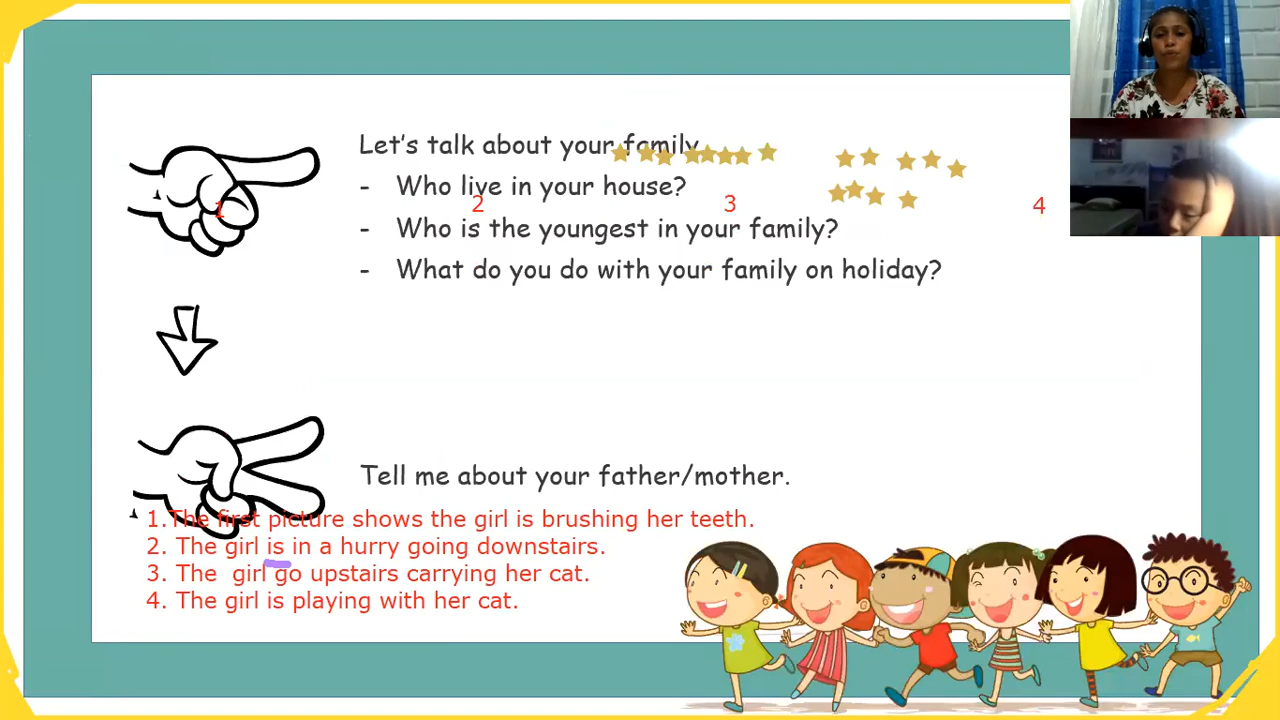 Let's talk about your family
- Who live in your house?
1 2 3 4
- Who is the youngest in your family?
- What do you do with your family on holiday?
Tell me about your father/mother.
1.The first picture shows the girl is brushing her teeth.
2. The girl is in a hurry going downstairs.
3. The girl go upstairs carrying her cat.
4. The girl is playing with her cat.